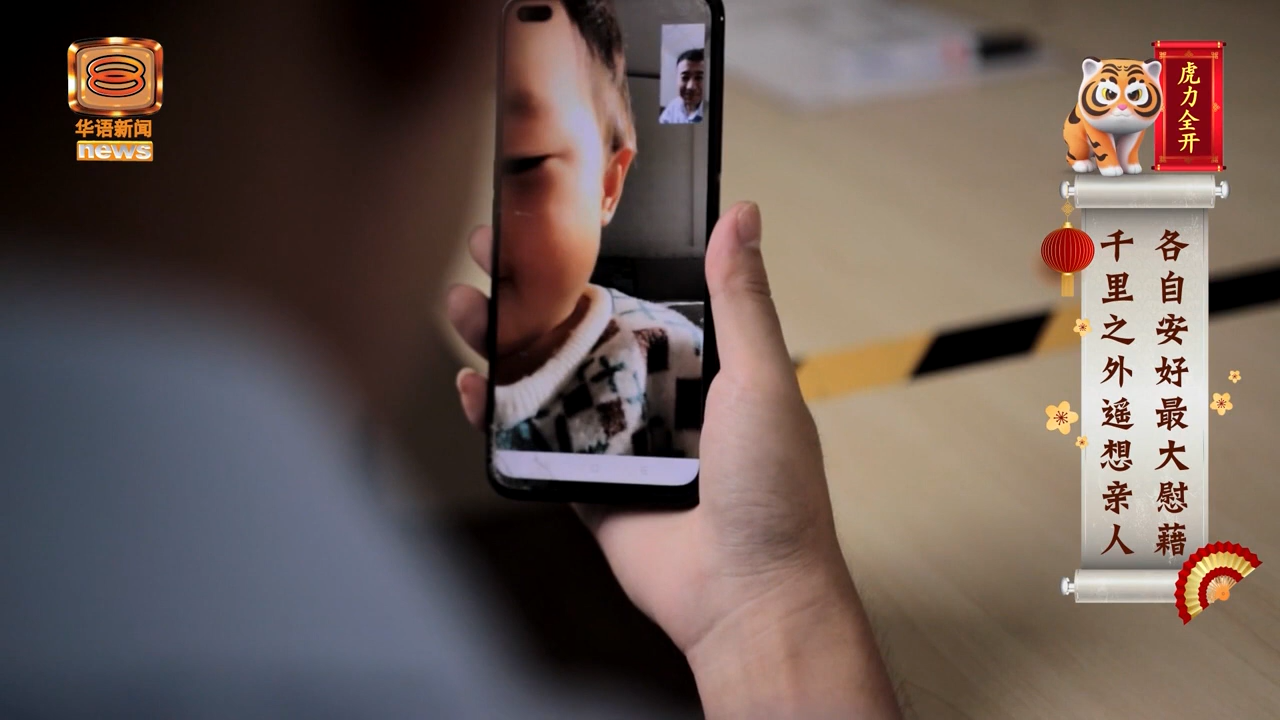 华语新闻
news
虎力全开
各自安好最大慰藉
千里之外遥想亲人